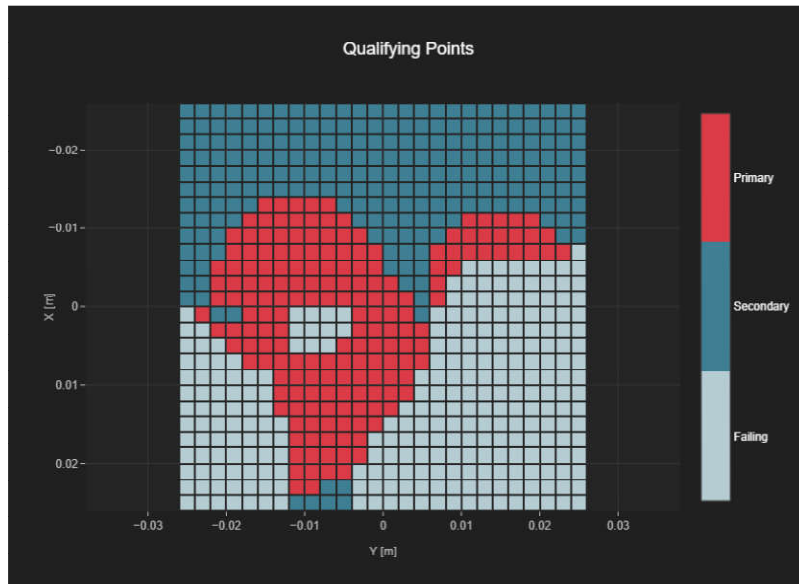 Qualifying Points
−0.02
−0.01
0
0.01
0.02
X [m]
−0.03
−0.02
−0.01
0
0.01
0.02
0.03
Y [m]
Primary
Secondary
Failing